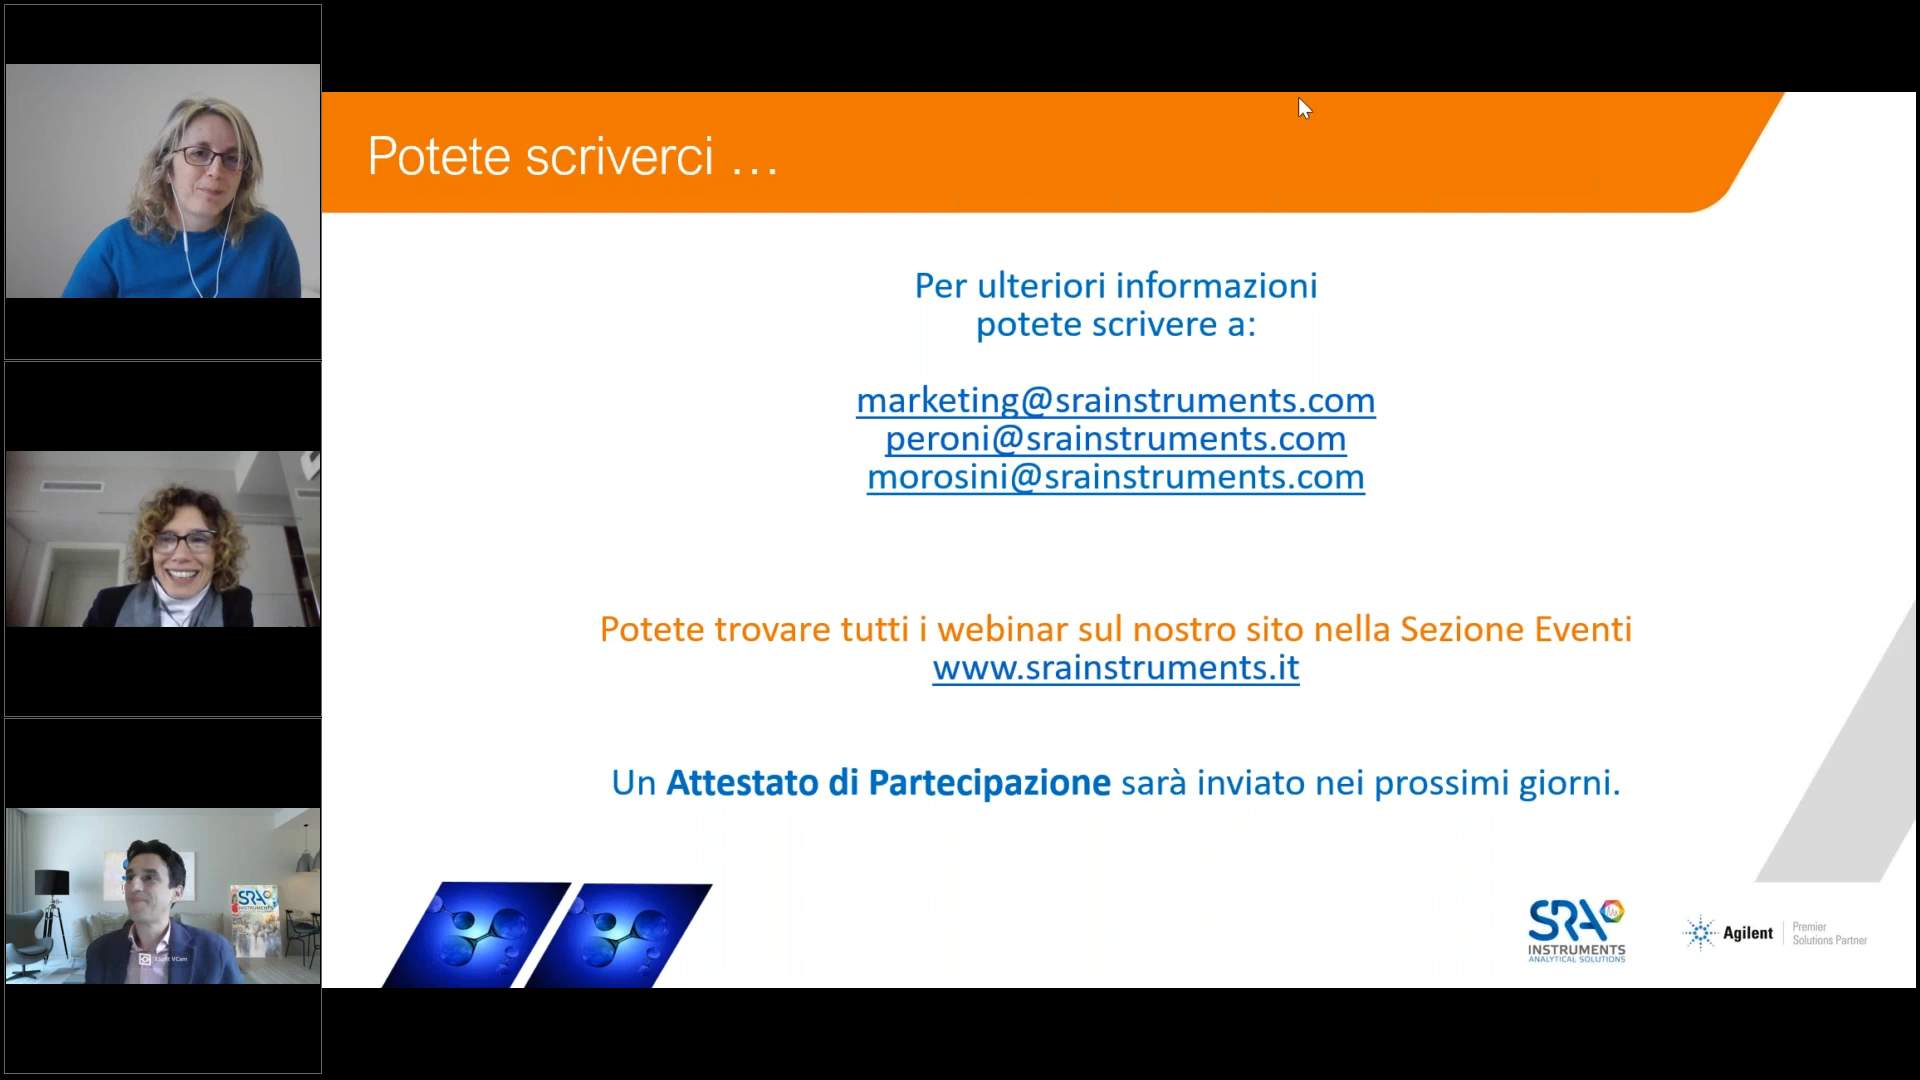 Potete scriverci ...
Per ulteriori informazioni
potete scrivere a:
marketing@srainstruments.com
peroni@srainstruments.com
morosini@srainstruments.com
Potete trovare tutti i webinar sul nostro sito nella Sezione Eventi
www.srainstruments.it
Un Attestato di Partecipazione sarà inviato nei prossimi giorni.
SRA
INSTRUMENTS
ANALYTICAL SOLUTIONS
Agilent
Premier
Solutions Partner
SRA
INSTRUMENTS